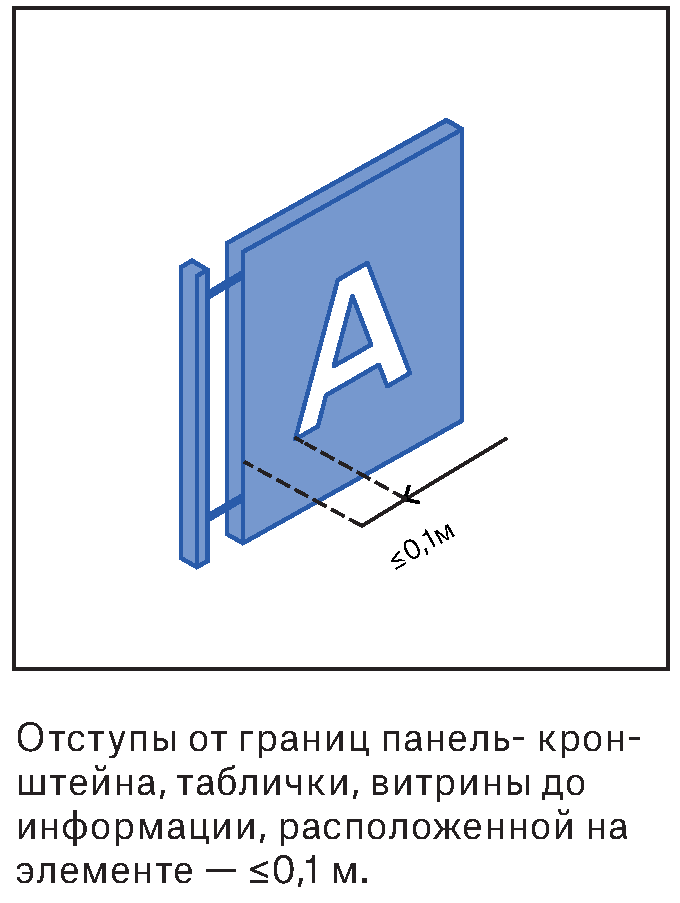 А
≤0,1м
Отступы от границ панель- крон-
штейна, таблички, витрины до
информации, расположенной на
элементе — ≤0,1 м.